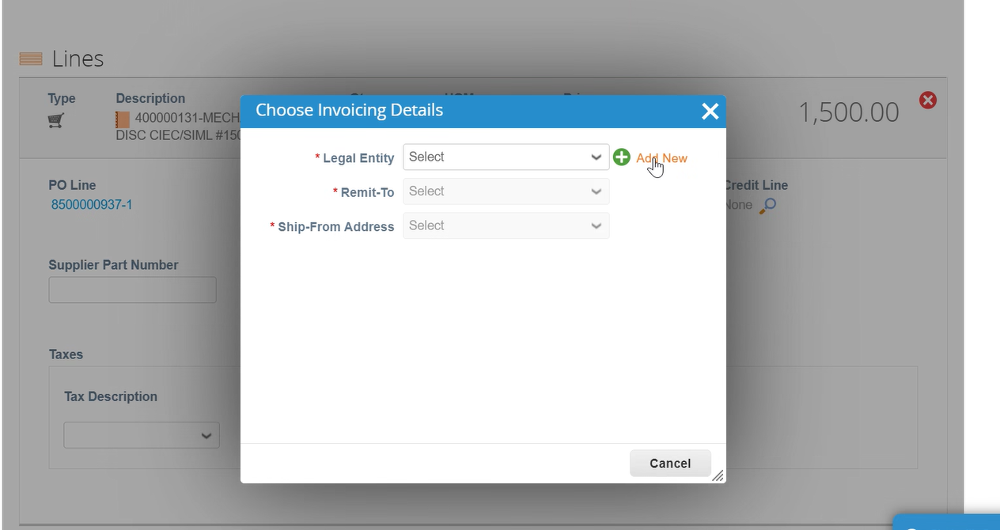 Lines
Type
Description
400000131-MECH
DISC CIEC/SIML #150
1,500.00
Choose Invoicing Details
* Legal Entity
Select
Add New
* Remit-To
Select
* Ship-From Address
Select
Cancel
PO Line
8500000937-1
Credit Line
None
Supplier Part Number
Taxes
Tax Description